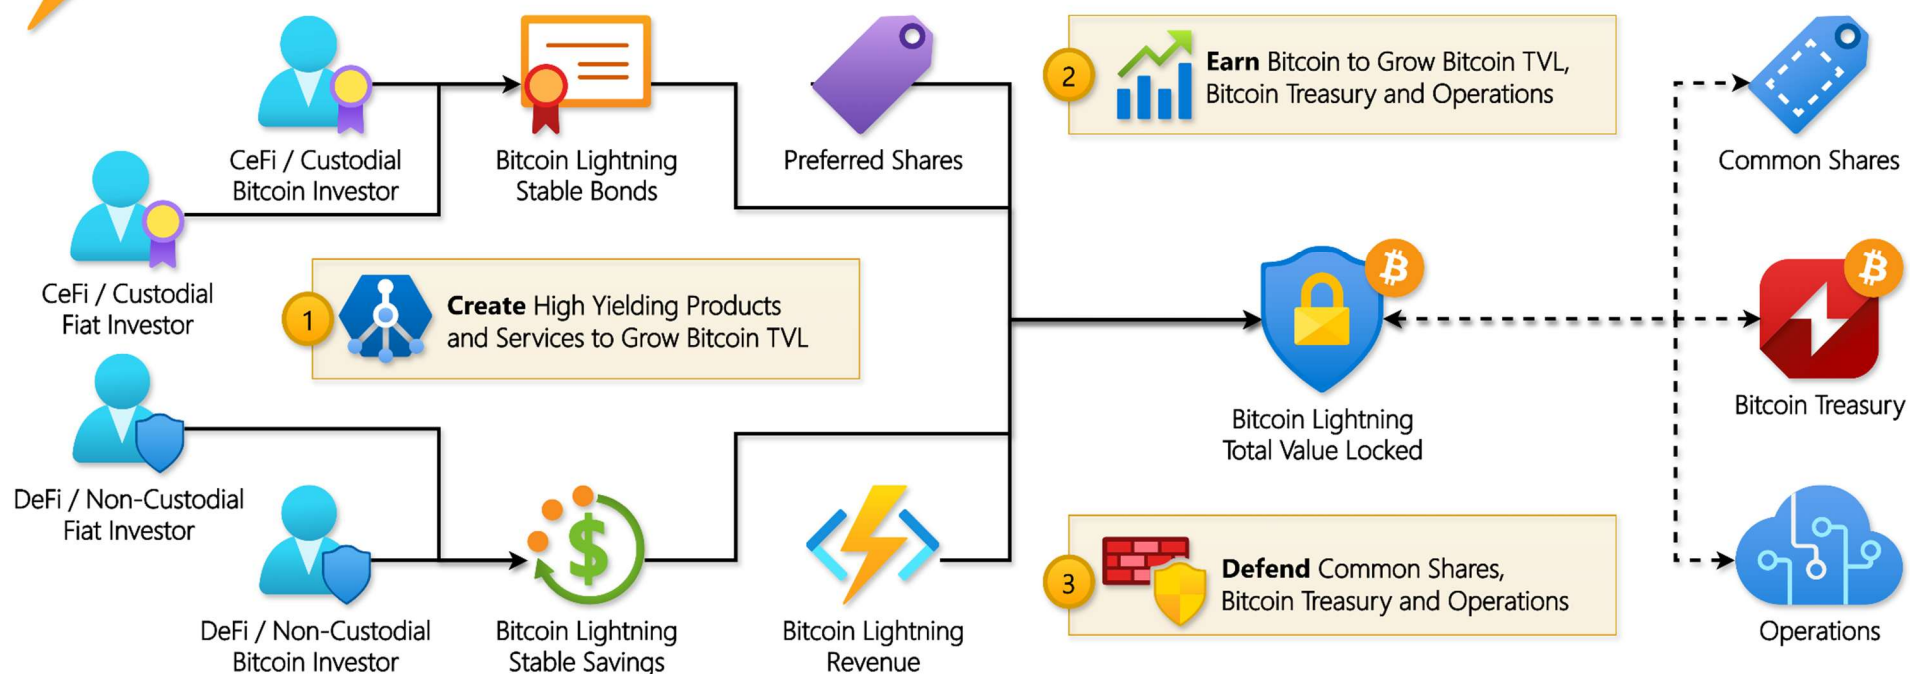 CeFi / Custodial
Bitcoin Investor
Bitcoin Lightning
Stable Bonds
Preferred Shares
2
Earn Bitcoin to Grow Bitcoin TVL,
Bitcoin Treasury and Operations
Common Shares
CeFi / Custodial
Fiat Investor
1
Create High Yielding Products
and Services to Grow Bitcoin TVL
Bitcoin Lightning
Total Value Locked
Bitcoin Treasury
DeFi / Non-Custodial
Fiat Investor
DeFi / Non-Custodial
Bitcoin Investor
$
Bitcoin Lightning
Stable Savings
Bitcoin Lightning
Revenue
3
Defend Common Shares,
Bitcoin Treasury and Operations
Operations